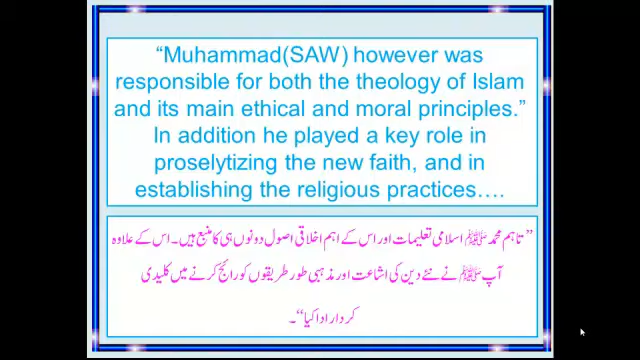 “Muhammad(SAW) however was
responsible for both the theology of Islam
and its main ethical and moral principles.”
In addition he played a key role in
proselytizing the new faith, and in
establishing the religious practices….
”تاہم محمد ﷺ اسلامی تعلیمات اور اس کے اہم اخلاقی اصول دونوں ہی کا منبع ہیں۔ اس کے علاوہ
آپ ﷺ نے نئے دین کی اشاعت اور مذہبی طور طریقوں کو رائج کرنے میں کلیدی
کردار ادا کیا“۔